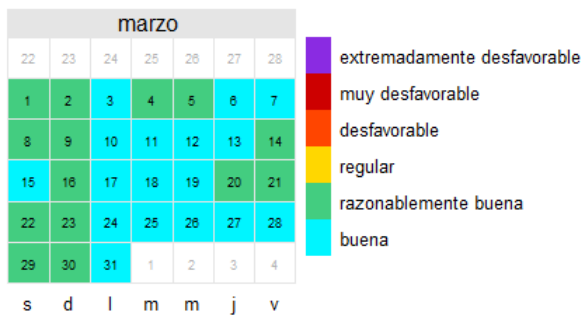 marzo
22 23 24 25 26 27 28
1 2 3 4 5 6 7
8 9 10 11 12 13 14
15 16 17 18 19 20 21
22 23 24 25 26 27 28
29 30 31 1 2 3 4
s d l m m j v
extremadamente desfavorable
muy desfavorable
desfavorable
regular
razonablemente buena
buena